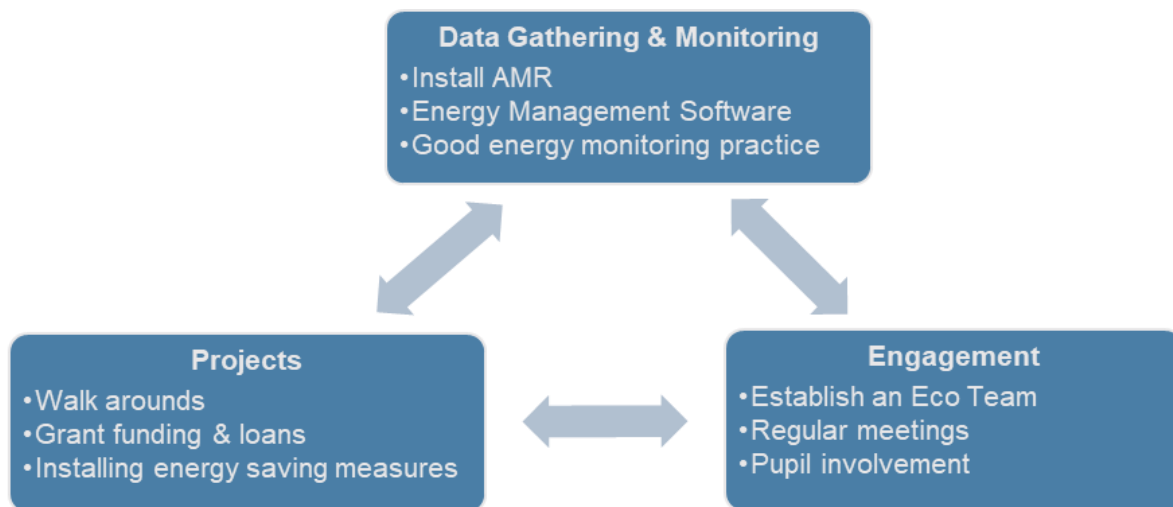 Data Gathering & Monitoring
•Install AMR
•Energy Management Software
•Good energy monitoring practice
Projects
•Walk arounds
•Grant funding & loans
•Installing energy saving measures
Engagement
•Establish an Eco Team
•Regular meetings
•Pupil involvement